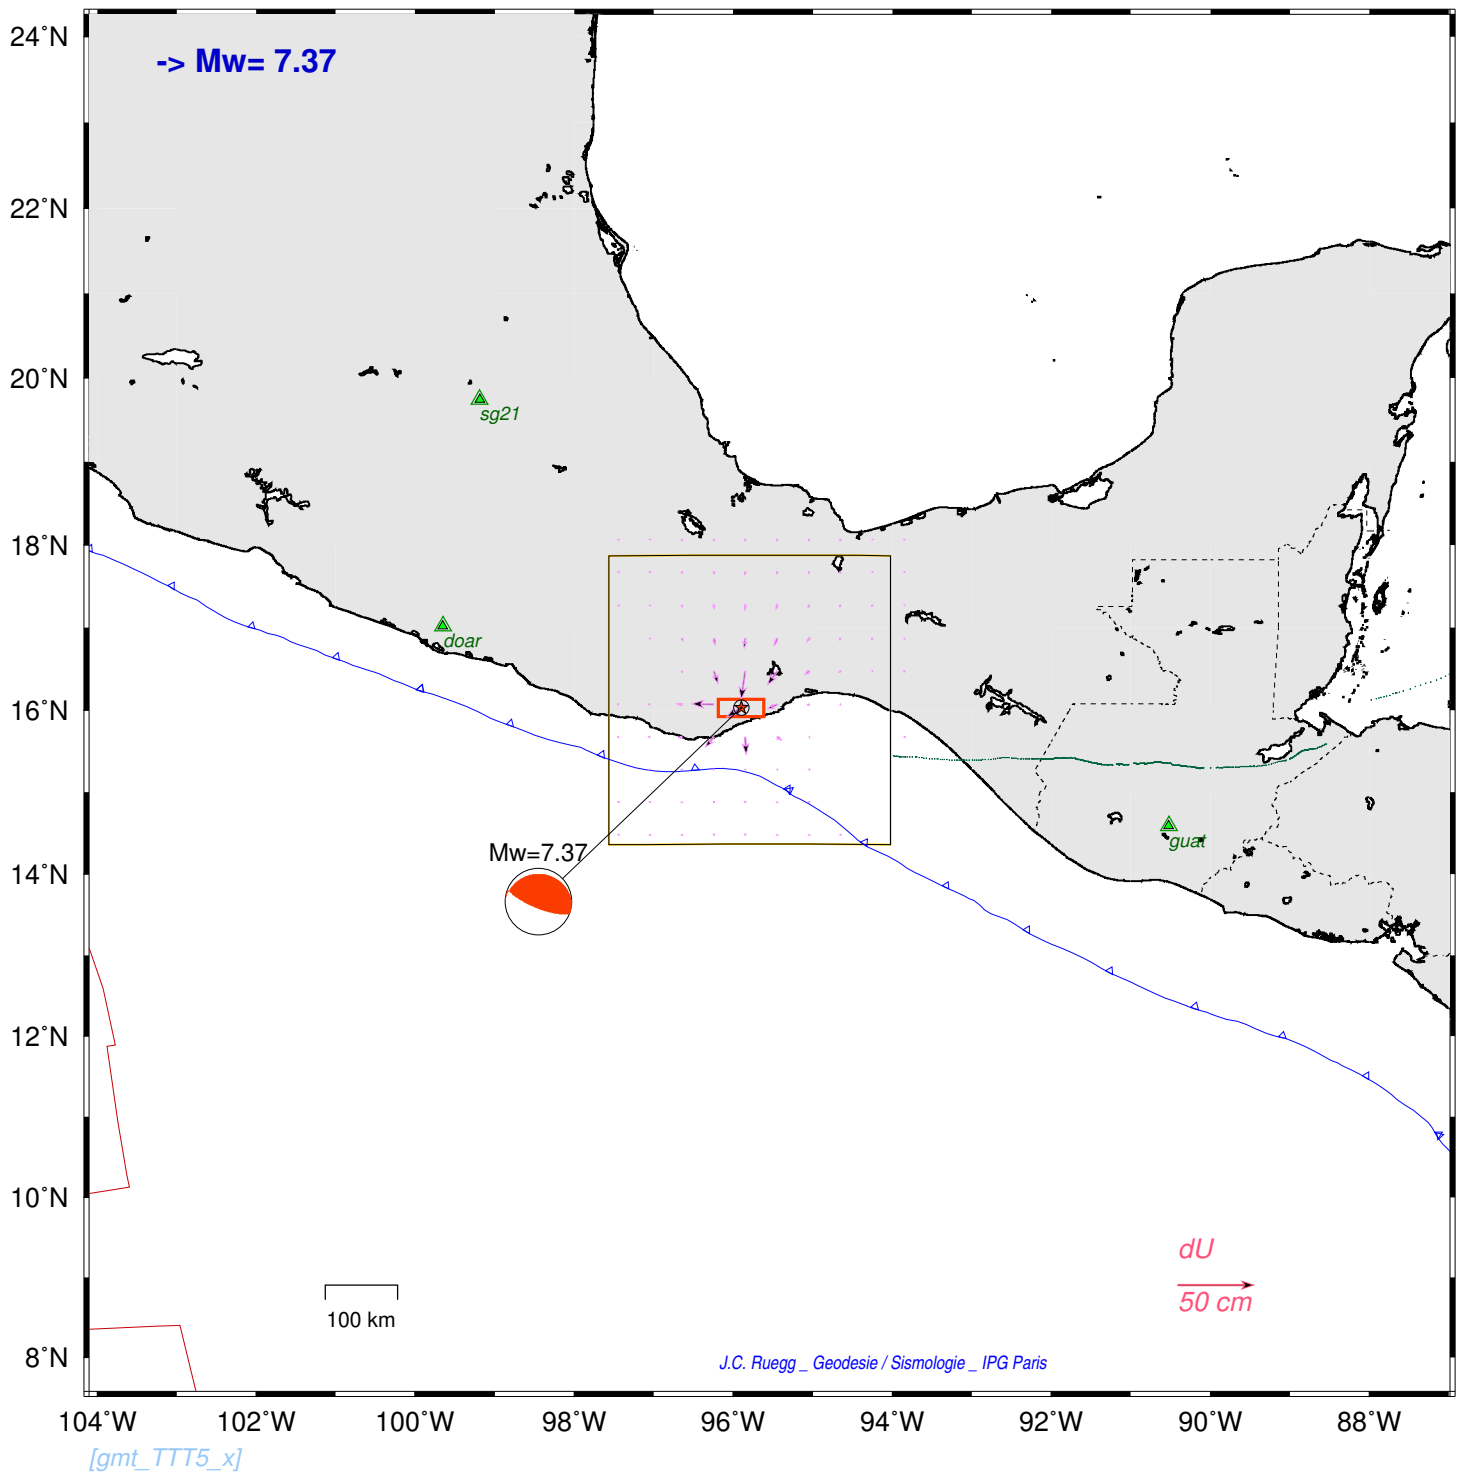 24°N
-> Mw= 7.37
22°N
20°N
sg21
18°N
doar
16°N
guat
Mw=7.37
14°N
12°N
10°N
dU
50 cm
100 km
8°N
J.C. Ruegg _ Geodesie / Sismologie _ IPG Paris
104°W 102°W 100°W 98°W 96°W 94°W 92°W 90°W 88°W
[gmt_TTT5_x]